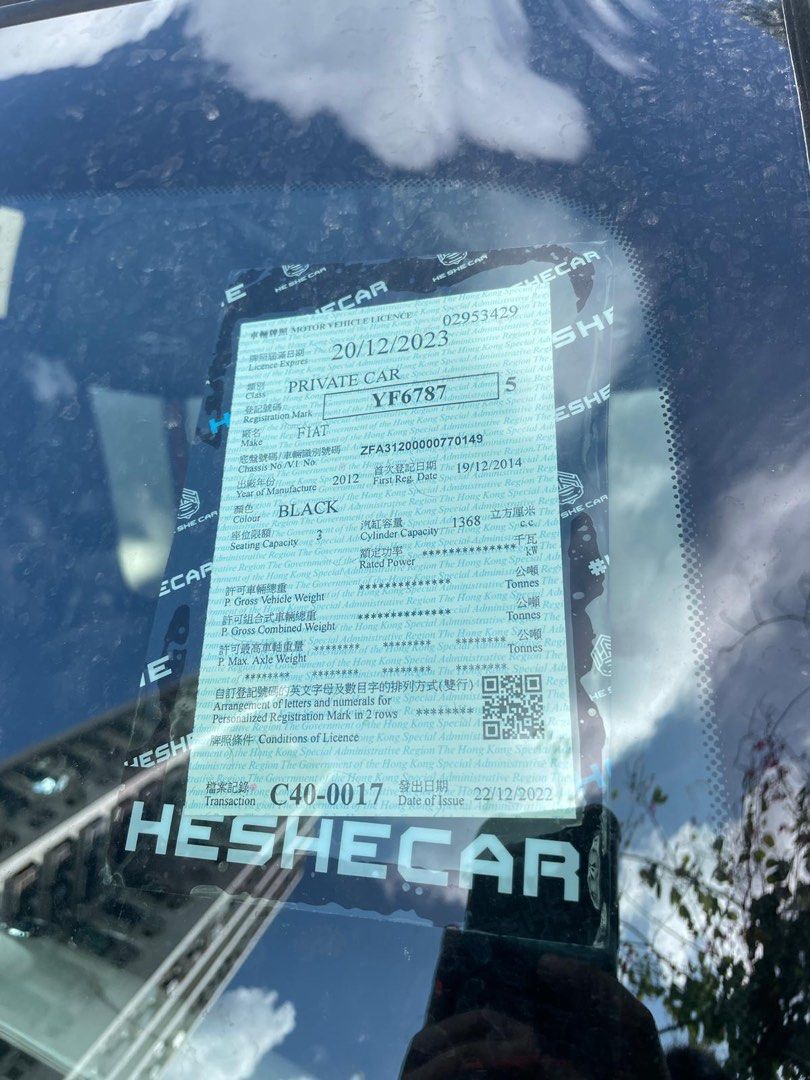 HE SHE CAR
HE SHE CAR
HESHECAR
車輛牌照 MOTOR VEHICLE LICENCE 02953429
牌照屆滿日期
Licence Expires 20/12/2023
類別
Class PRIVATE CAR
登記號碼
Registration Mark YF6787 5
廠名
Make FIAT
底盤號碼/車輛識別號碼
Chassis No./V.I. No. ZFA31200000770149
出廠年份
Year of Manufacture 2012
首次登記日期
First Reg. Date 19/12/2014
顏色
Colour BLACK
座位限額
Seating Capacity 3
汽缸容量
Cylinder Capacity 1368 立方厘米
c.c.
額定功率
Rated Power ************** 千瓦
kW
許可車輛總重
P. Gross Vehicle Weight ************** 公噸
Tonnes
許可組合式車輛總重
P. Gross Combined Weight ************** 公噸
Tonnes
許可最高車軸重量
P. Max. Axle Weight ******** ******** ******** 公噸
Tonnes
******** ******** ******** ********
自訂登記號碼的英文字母及數目字的排列方式(雙行)
Arrangement of letters and numerals for
Personalized Registration Mark in 2 rows ********
牌照條件 Conditions of Licence
檔案記錄
Transaction C40-0017
發出日期
Date of Issue 22/12/2022
HESHECAR